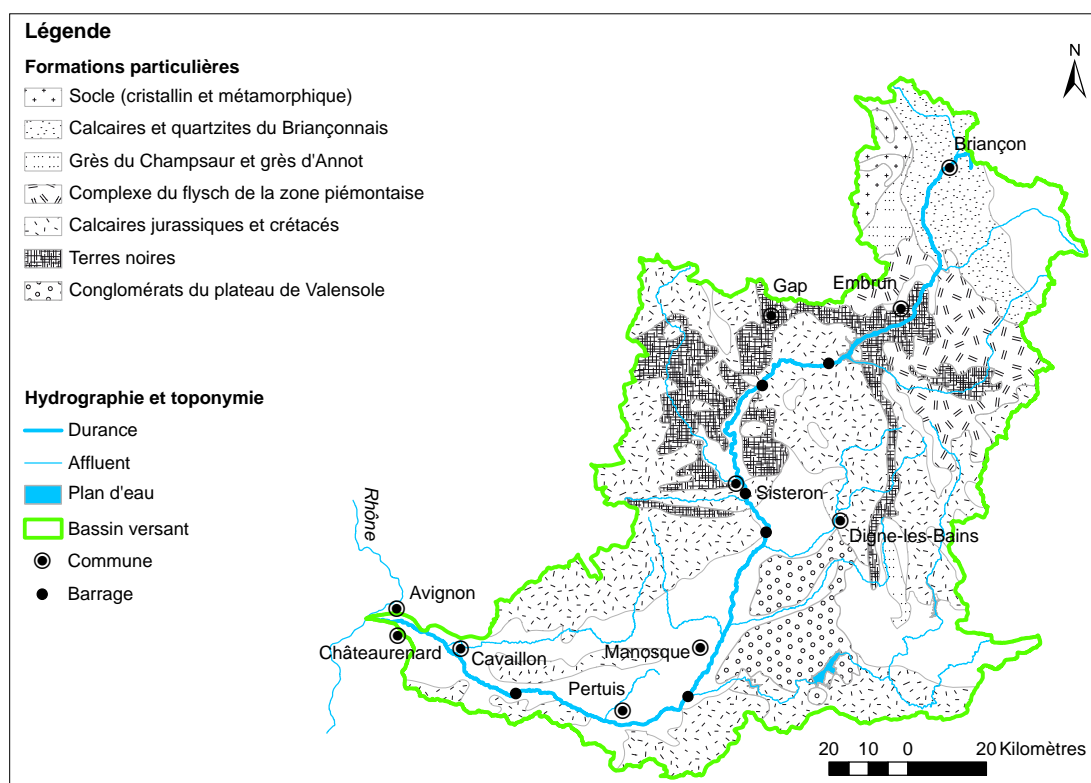 Légende
Formations particulières
Socle (cristallin et métamorphique)
Calcaires et quartzites du Briançonnais
Grès du Champsaur et grès d'Annot
Complexe du flysch de la zone piémontaise
Calcaires jurassiques et crétacés
Terres noires
Conglomérats du plateau de Valensole
Hydrographie et toponymie
Durance
Affluent
Plan d'eau
Bassin versant
Commune
Barrage
N
Briançon
Gap
Embrun
Sisteron
Digne-les-Bains
Rhône
Avignon
Châteaurenard
Cavaillon
Manosque
Pertuis
20 10 0 20 Kilomètres